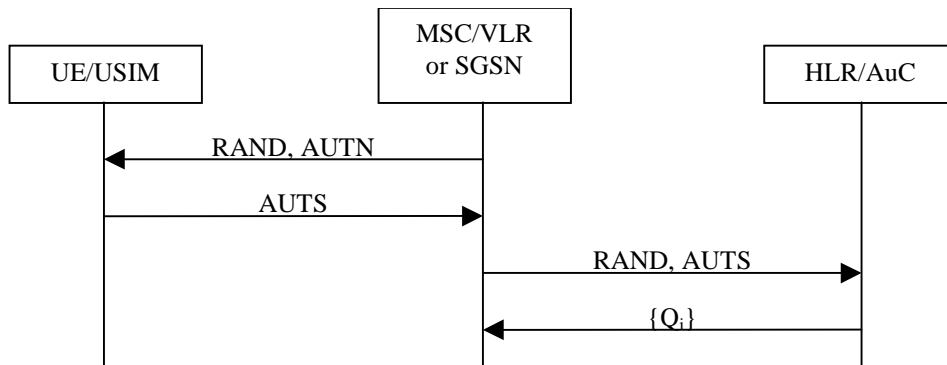 UE/USIM
MSC/VLR
or SGSN
HLR/AuC
RAND, AUTN
AUTS
RAND, AUTS
{Qi}